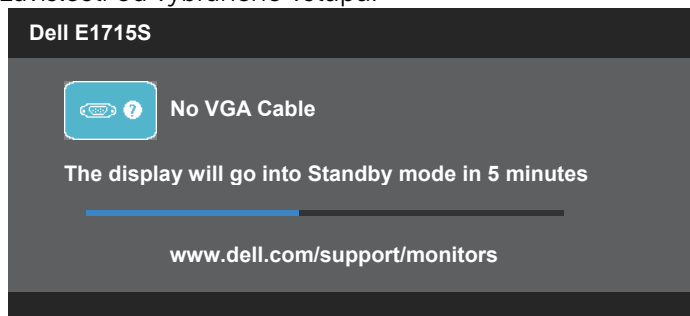 Dell E1715S
No VGA Cable
The display will go into Standby mode in 5 minutes
www.dell.com/support/monitors